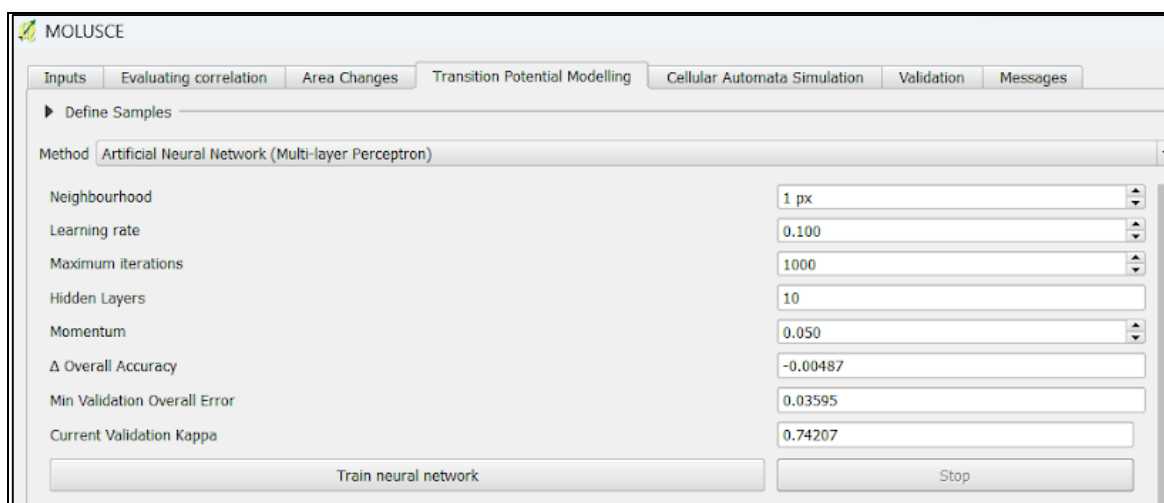 MOLUSCE
Inputs Evaluating correlation Area Changes Transition Potential Modelling Cellular Automata Simulation Validation Messages
Define Samples
Method Artificial Neural Network (Multi-layer Perceptron)
Neighbourhood 1 px
Learning rate 0.100
Maximum iterations 1000
Hidden Layers 10
Momentum 0.050
Δ Overall Accuracy -0.00487
Min Validation Overall Error 0.03595
Current Validation Kappa 0.74207
Train neural network Stop